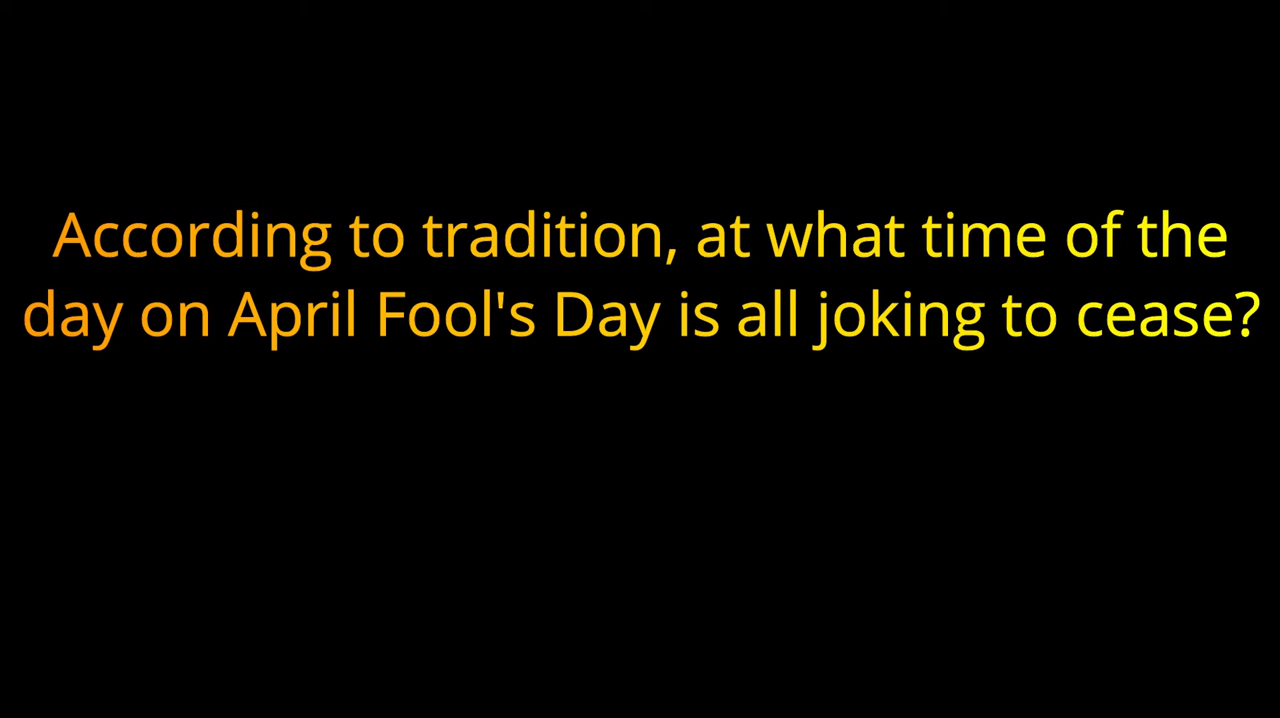 According to tradition, at what time of the
day on April Fool's Day is all joking to cease?